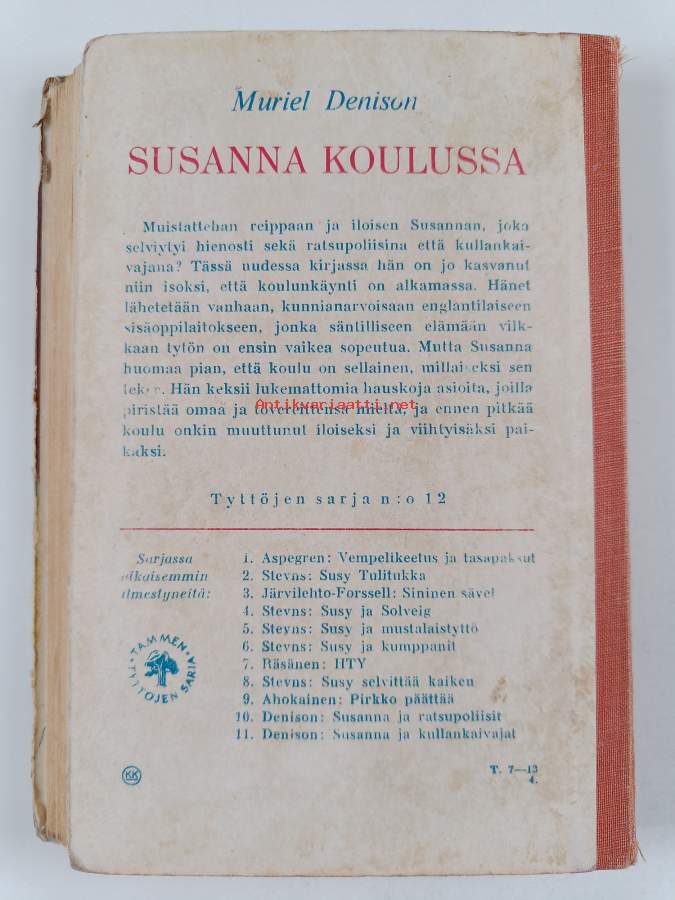 Muriel Denison
SUSANNA KOULUSSA
Muistattehan reippaan ja iloisen Susannan, joka
selviytyi hienosti sekä ratsupoliisina että kullankai-
vajana? Tässä uudessa kirjassa hän on jo kasvanut
niin isoksi, että koulunkäynti on alkamassa. Hänet
lähetetään vanhaan, kunnianarvoisaan englantilaiseen
sisäoppilaitokseen, jonka säntilliseen elämään vilk-
kaan tytön on ensin vaikea sopeutua. Mutta Susanna
huomaa pian, että koulu on sellainen, millaiseksi sen
tekee. Hän keksii lukemattomia hauskoja asioita, joilla
Antikvariaatti.net
piristää omaa ja toverentensa mieltä, ja ennen pitkää
koulu onkin muuttunut iloiseksi ja viihtyisäksi pai-
kaksi.
Tyttöjen sarja n:o 12
Sarjassa
aikaisemmin
ilmestyneitä:
TAMMEN TYTTÖJEN SARJA
1. Aspegren: Vempelikeetus ja tasapaksut
2. Stevns: Susy Tulitukka
3. Järvilehto-Forssell: Sininen sävel
4. Stevns: Susy ja Solveig
5. Stevns: Susy ja mustalaistyttö
6. Stevns: Susy ja kumppanit
7. Räsänen: HTY
8. Stevns: Susy selvittää kaiken
9. Ahokainen: Pirkko päättää
10. Denison: Susanna ja ratsupoliisit
11. Denison: Susanna ja kullankaivajat
KK
T. 7—13
4.